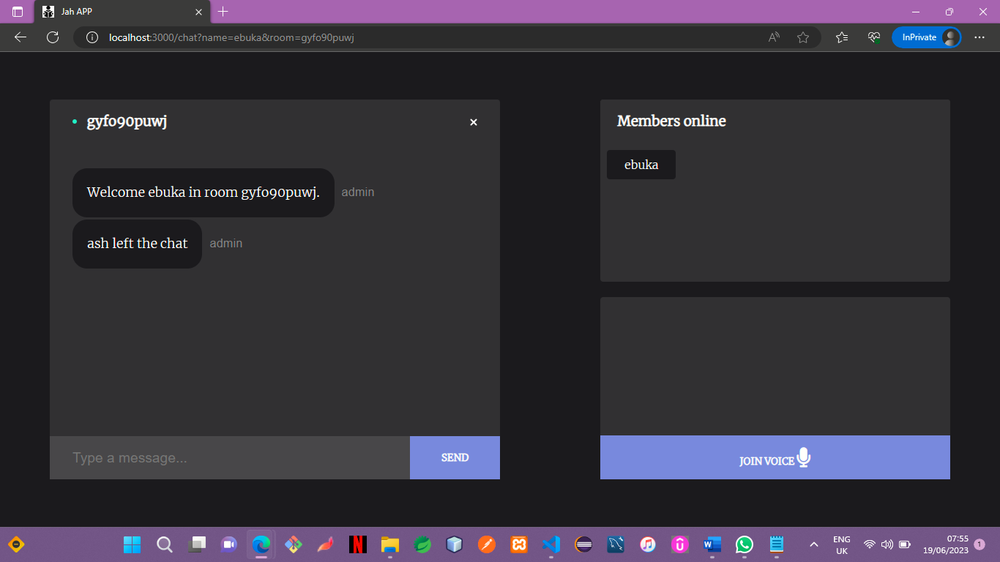 Jah APP
localhost:3000/chat?name=ebuka&room=gyfo90puwj
InPrivate
gyfo90puwj
Members online
ebuka
Welcome ebuka in room gyfo90puwj. admin
ash left the chat admin
Type a message...
SEND
JOIN VOICE
ENG
UK
07:55
19/06/2023
1